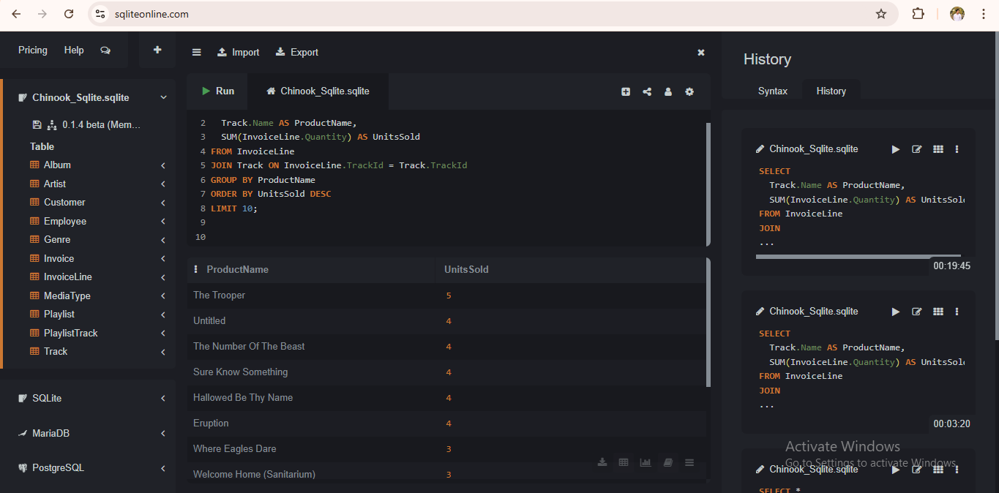 sqliteonline.com
Pricing Help
Import Export
History
Chinook_Sqlite.sqlite
0.1.4 beta (Mem...
Table
Album
Artist
Customer
Employee
Genre
Invoice
InvoiceLine
MediaType
Playlist
PlaylistTrack
Track
SQLite
MariaDB
PostgreSQL
Run Chinook_Sqlite.sqlite
2 Track.Name AS ProductName,
3 SUM(InvoiceLine.Quantity) AS UnitsSold
4 FROM InvoiceLine
5 JOIN Track ON InvoiceLine.TrackId = Track.TrackId
6 GROUP BY ProductName
7 ORDER BY UnitsSold DESC
8 LIMIT 10;
9
10
ProductName UnitsSold
The Trooper 5
Untitled 4
The Number Of The Beast 4
Sure Know Something 4
Hallowed Be Thy Name 4
Eruption 4
Where Eagles Dare 3
Welcome Home (Sanitarium) 3
Syntax History
Chinook_Sqlite.sqlite
SELECT
Track.Name AS ProductName,
SUM(InvoiceLine.Quantity) AS UnitsSol
FROM InvoiceLine
JOIN
...
00:19:45
Chinook_Sqlite.sqlite
SELECT
Track.Name AS ProductName,
SUM(InvoiceLine.Quantity) AS UnitsSol
FROM InvoiceLine
JOIN
...
00:03:20
Activate Windows
Go to Settings to activate Windows.
Chinook_Sqlite.sqlite
SELECT *